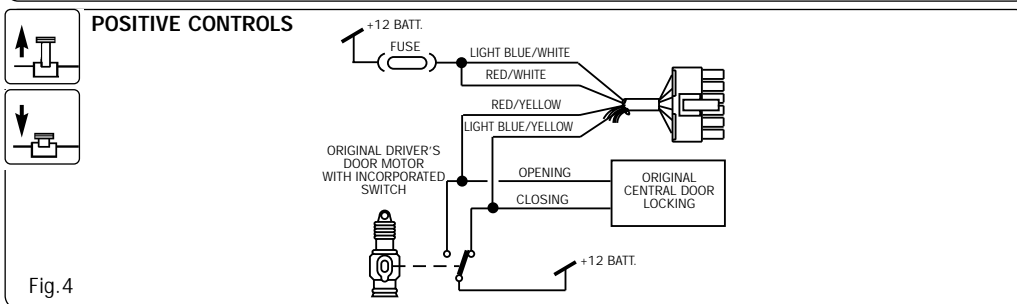 POSITIVE CONTROLS
+12 BATT.
FUSE
LIGHT BLUE/WHITE
RED/WHITE
RED/YELLOW
LIGHT BLUE/YELLOW
ORIGINAL DRIVER'S
DOOR MOTOR
WITH INCORPORATED
SWITCH
OPENING
CLOSING
ORIGINAL
CENTRAL DOOR
LOCKING
+12 BATT.
Fig.4